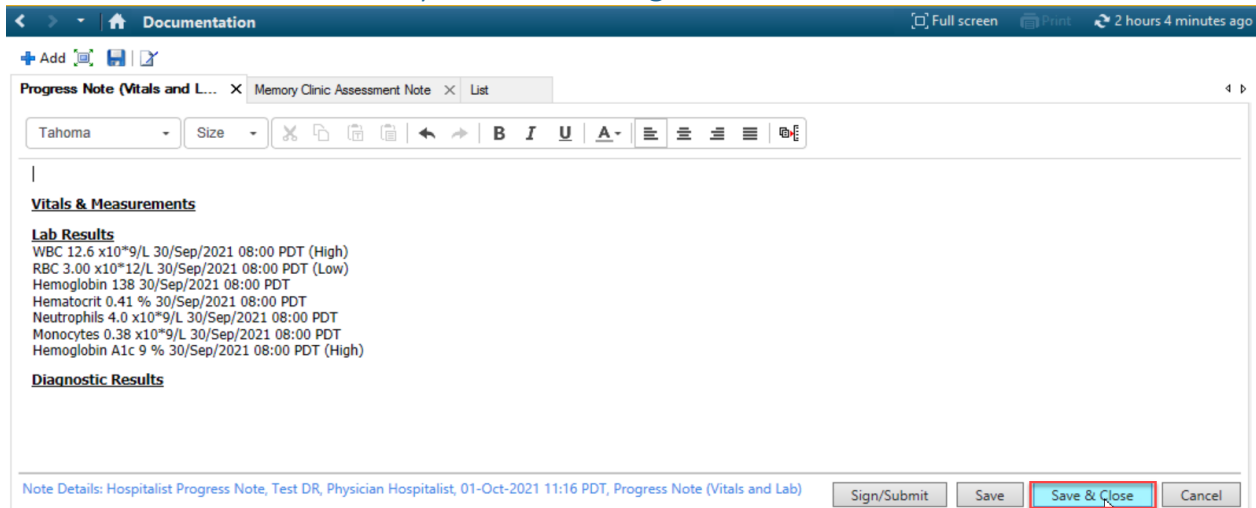 Documentation
Full screen Print 2 hours 4 minutes ago
Add
Progress Note (Vitals and L... Memory Clinic Assessment Note List
Tahoma Size B I U A
Vitals & Measurements
Lab Results
WBC 12.6 x10*9/L 30/Sep/2021 08:00 PDT (High)
RBC 3.00 x10*12/L 30/Sep/2021 08:00 PDT (Low)
Hemoglobin 138 30/Sep/2021 08:00 PDT
Hematocrit 0.41 % 30/Sep/2021 08:00 PDT
Neutrophils 4.0 x10*9/L 30/Sep/2021 08:00 PDT
Monocytes 0.38 x10*9/L 30/Sep/2021 08:00 PDT
Hemoglobin A1c 9 % 30/Sep/2021 08:00 PDT (High)
Diagnostic Results
Note Details: Hospitalist Progress Note, Test DR, Physician Hospitalist, 01-Oct-2021 11:16 PDT, Progress Note (Vitals and Lab)
Sign/Submit Save Save & Close Cancel